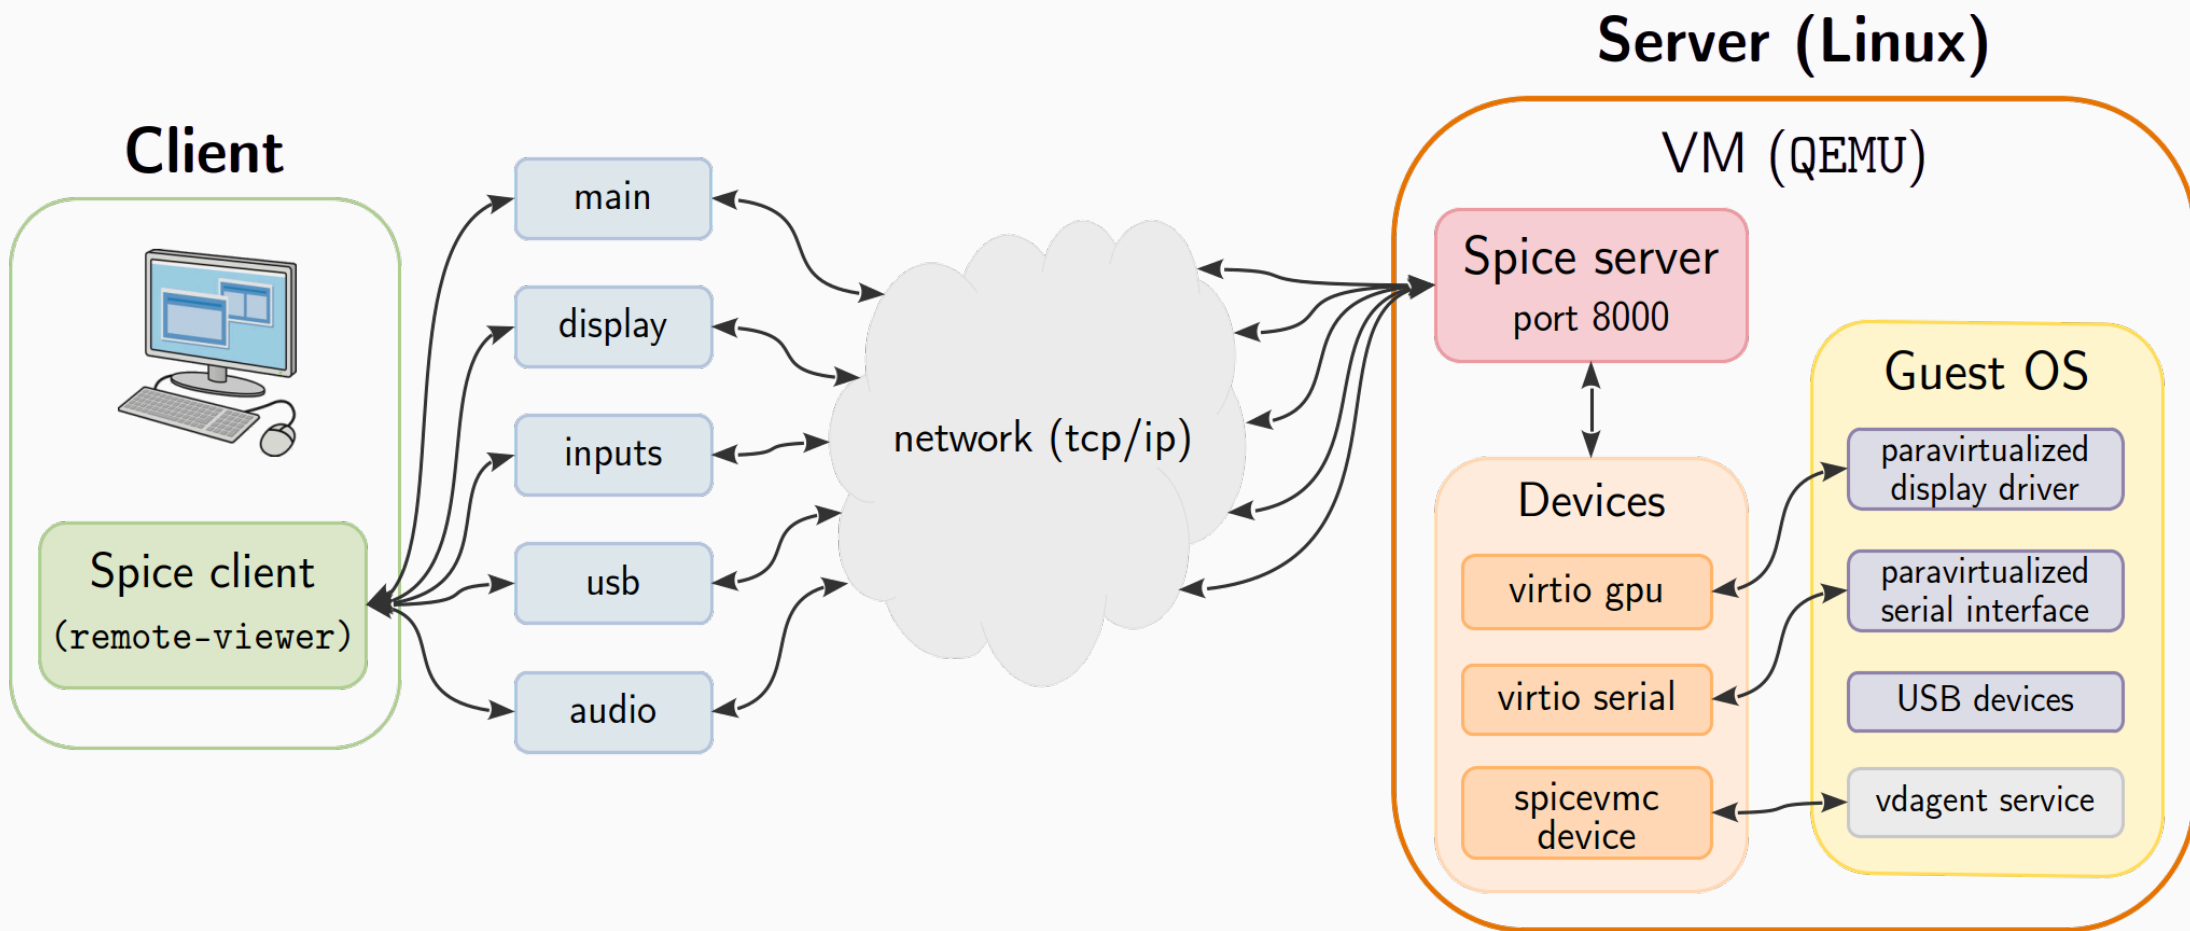 Server (Linux)
Client
VM (QEMU)
main
Spice server
port 8000
display
Guest OS
inputs
network (tcp/ip)
paravirtualized
display driver
Devices
Spice client
(remote-viewer)
usb
virtio gpu
paravirtualized
serial interface
audio
virtio serial
USB devices
spicevmc
device
vdagent service